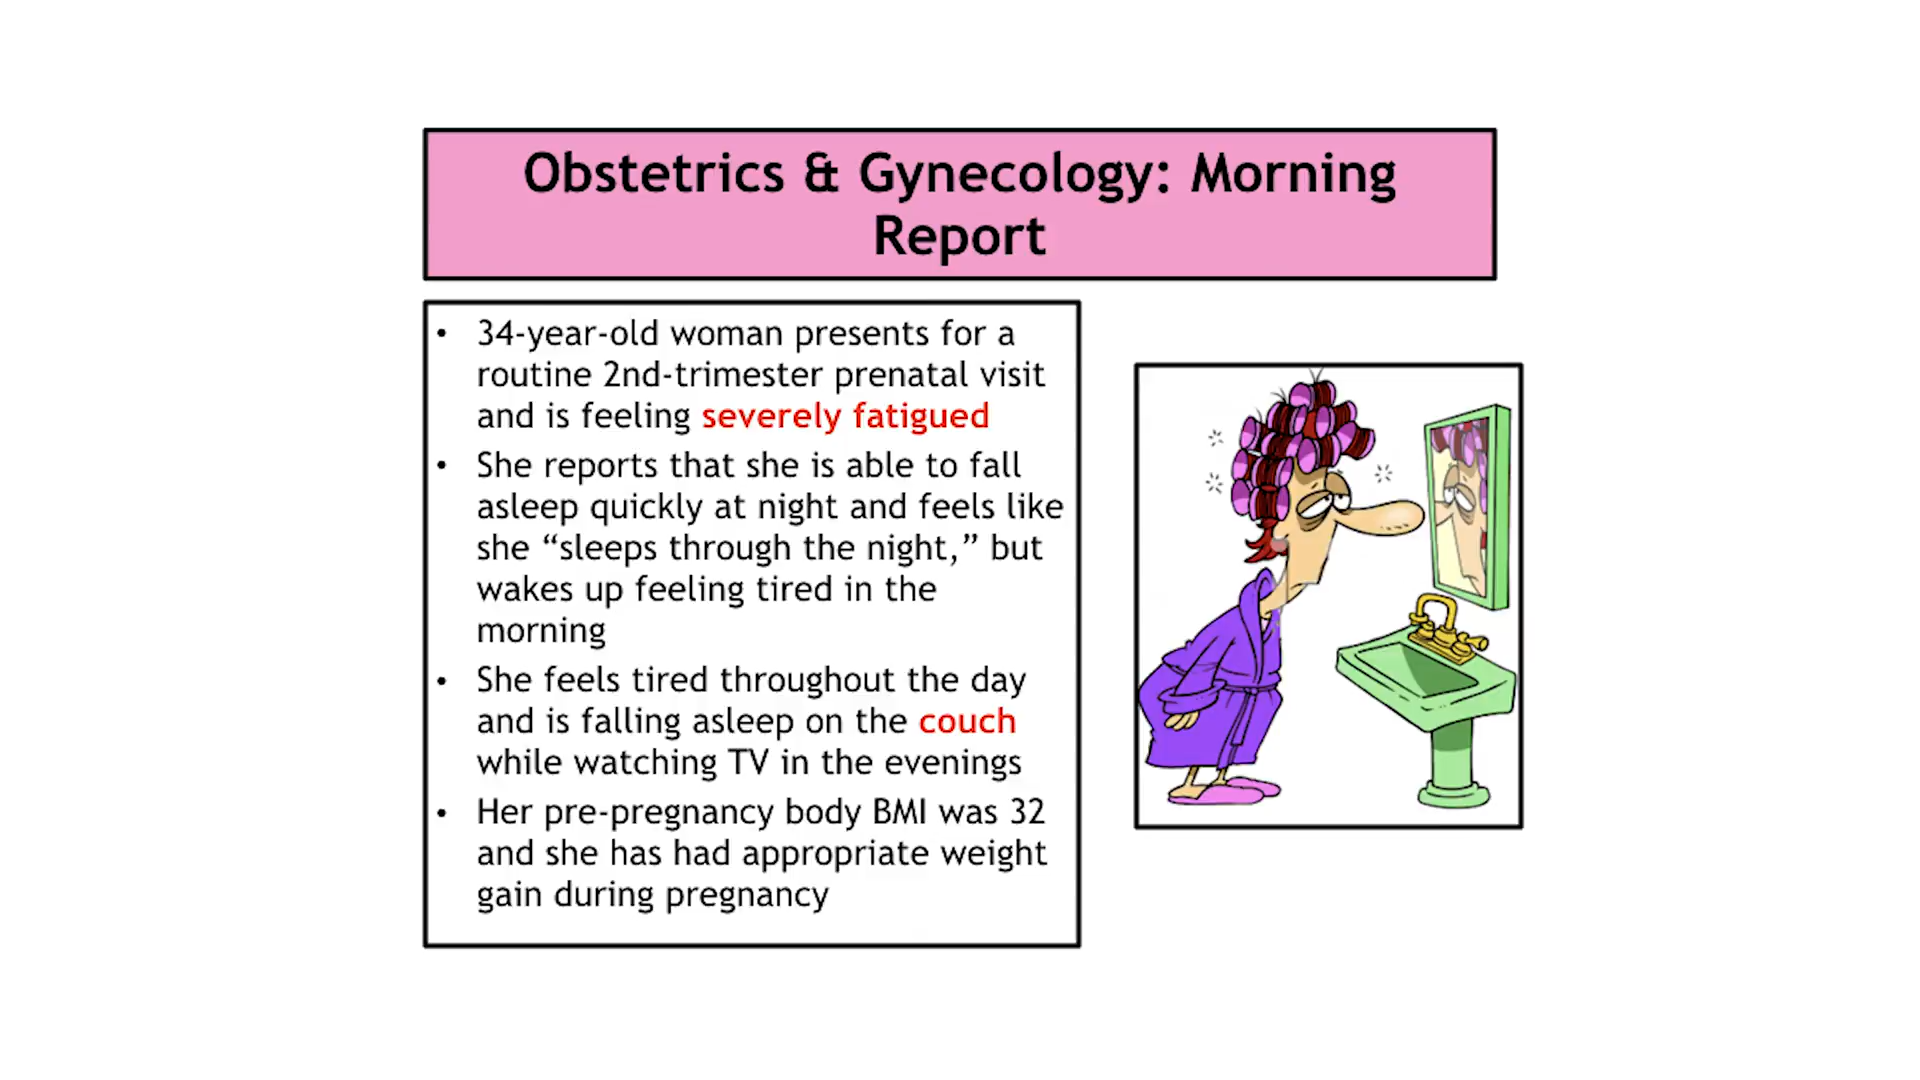 Obstetrics & Gynecology: Morning
Report
• 34-year-old woman presents for a
routine 2nd-trimester prenatal visit
and is feeling severely fatigued
• She reports that she is able to fall
asleep quickly at night and feels like
she “sleeps through the night,” but
wakes up feeling tired in the
morning
• She feels tired throughout the day
and is falling asleep on the couch
while watching TV in the evenings
• Her pre-pregnancy body BMI was 32
and she has had appropriate weight
gain during pregnancy